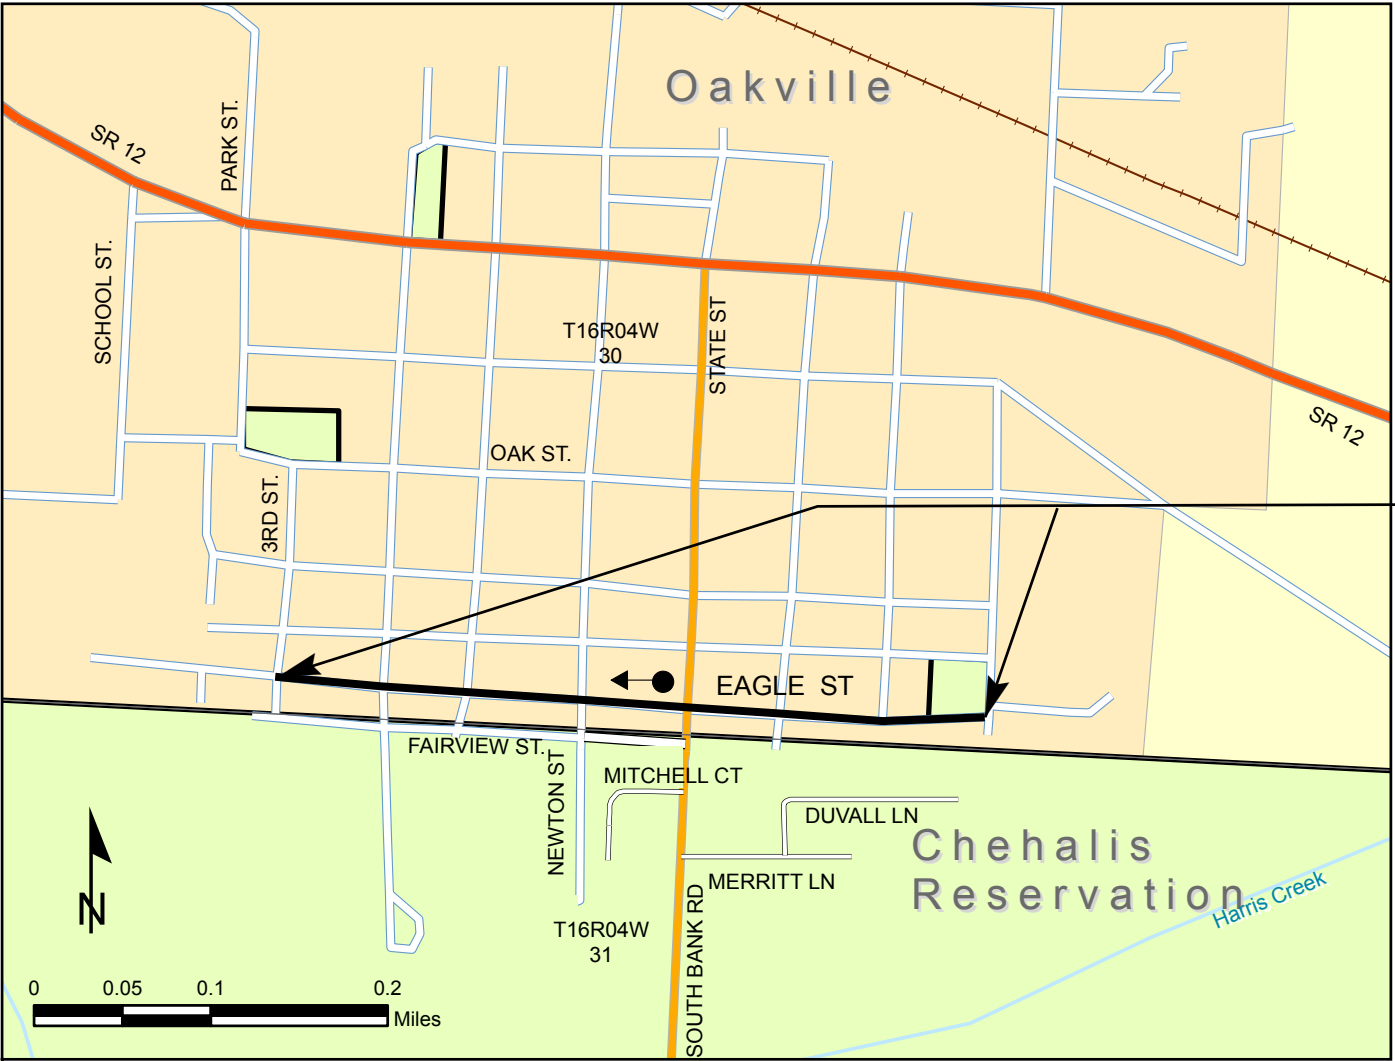 Oakville
SR 12
PARK ST.
SCHOOL ST.
T16R04W
30
STATE ST
SR 12
OAK ST.
3RD ST.
EAGLE ST
FAIRVIEW ST.
NEWTON ST
MITCHELL CT
DUVALL LN
Chehalis
Reservation
MERRITT LN
Harris Creek
T16R04W
31
SOUTH BANK RD
N
0 0.05 0.1 0.2
Miles